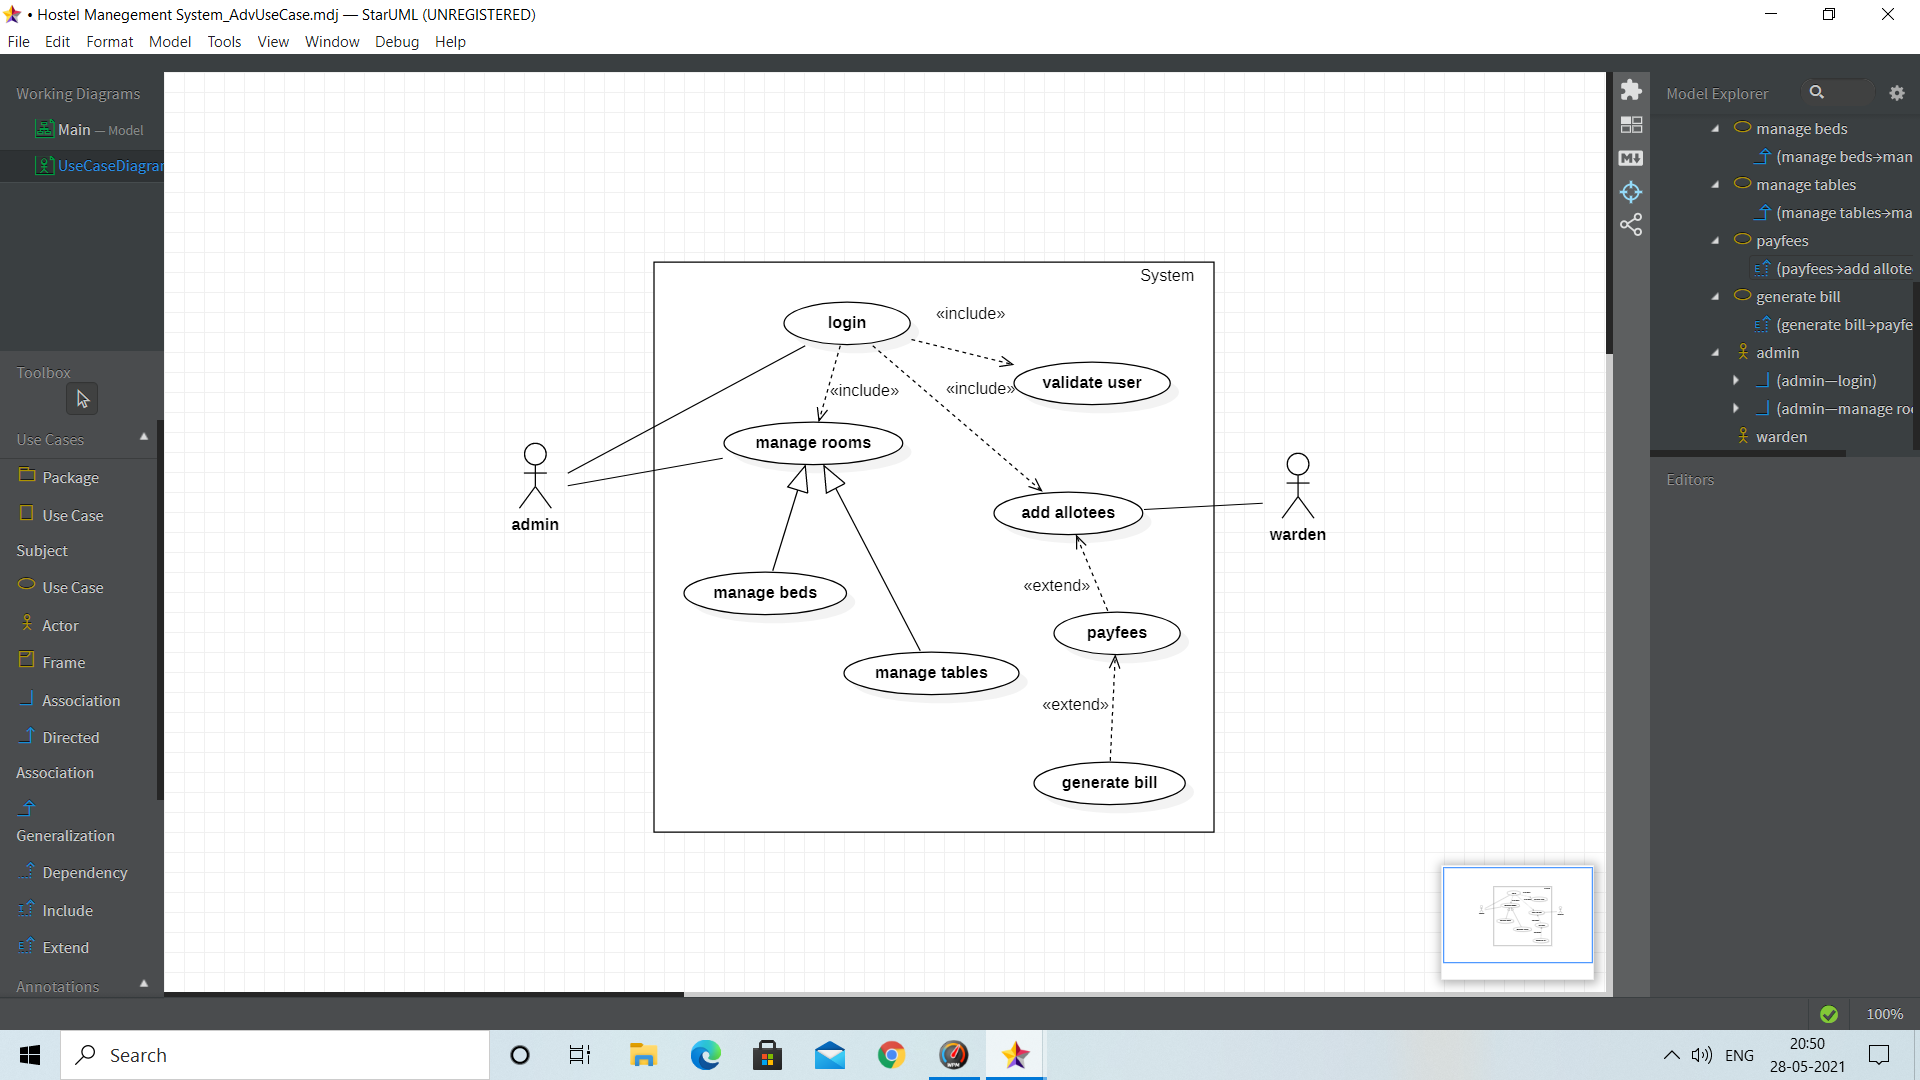 • Hostel Manegement System_AdvUseCase.mdj — StarUML (UNREGISTERED)
File Edit Format Model Tools View Window Debug Help
Working Diagrams
Main — Model
UseCaseDiagra
Toolbox
Use Cases
Package
Use Case
Subject
Use Case
Actor
Frame
Association
Directed
Association
Generalization
Dependency
Include
Extend
Annotations
System
login
«include»
validate user
«include»
«include»
manage rooms
admin
add allotees
warden
manage beds
«extend»
payfees
manage tables
«extend»
generate bill
Model Explorer
manage beds
(manage beds→man
manage tables
(manage tables→ma
payfees
(payfees→add allote
generate bill
(generate bill→payfe
admin
(admin—login)
(admin—manage ro
warden
Editors
100%
Search
ENG
20:50
28-05-2021